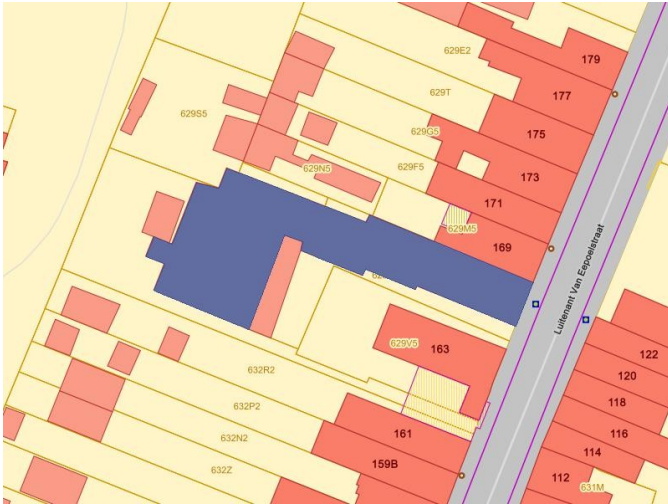 629E2
179
177
629T
175
629S5
629G5
173
629F5
629N5
171
629M5
169
Luitenant Van Eepoelstraat
163
629V5
122
120
632R2
118
632P2
161
116
632N2
114
159B
632Z
112
631M